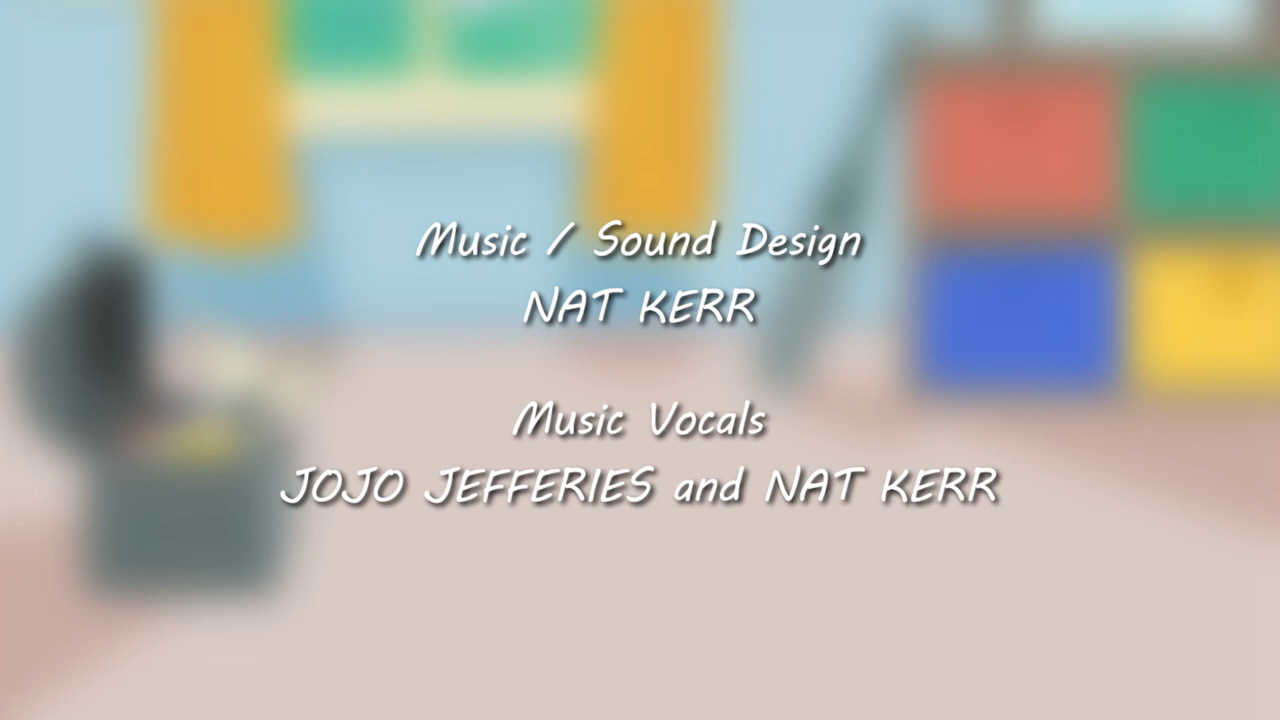 Music / Sound Design
NAT KERR
Music Vocals
JOJO JEFFERIES and NAT KERR